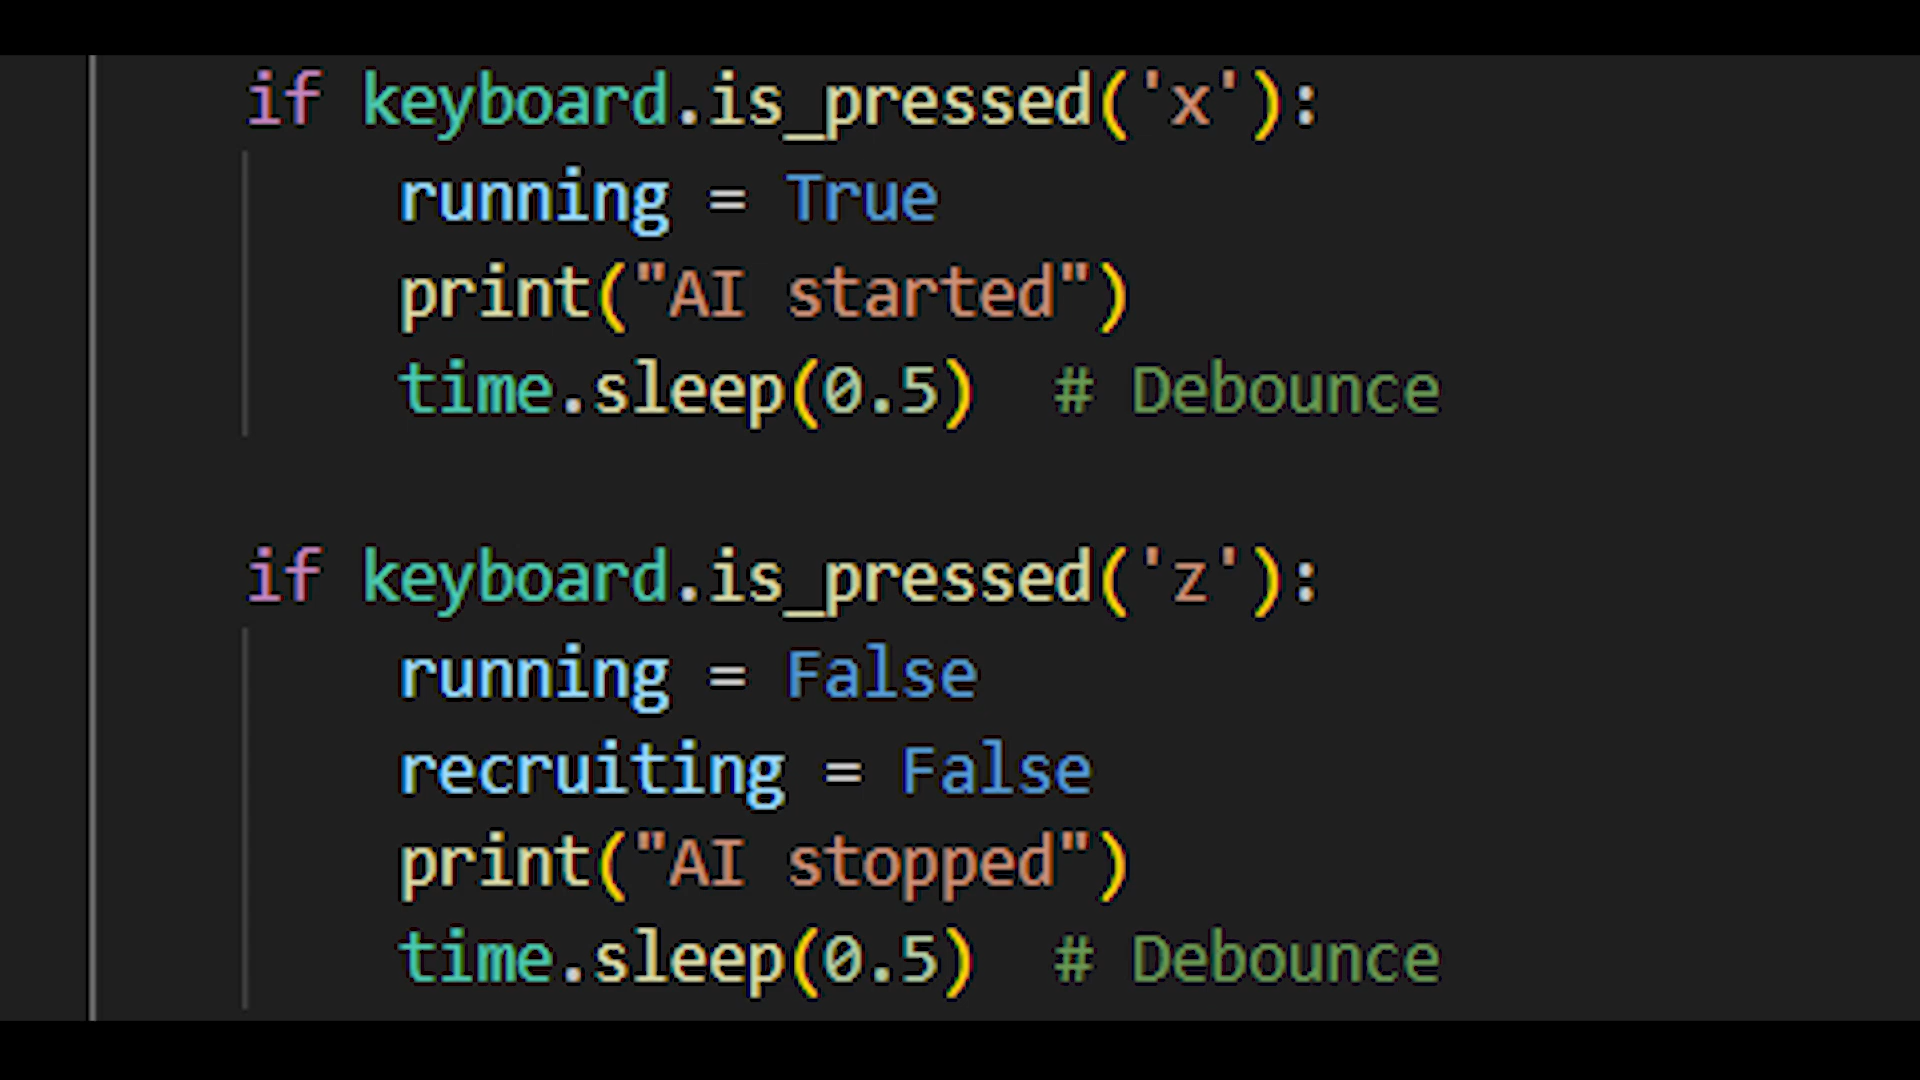 if keyboard.is_pressed('x'):
    running = True
    print("AI started")
    time.sleep(0.5)  # Debounce

if keyboard.is_pressed('z'):
    running = False
    recruiting = False
    print("AI stopped")
    time.sleep(0.5)  # Debounce